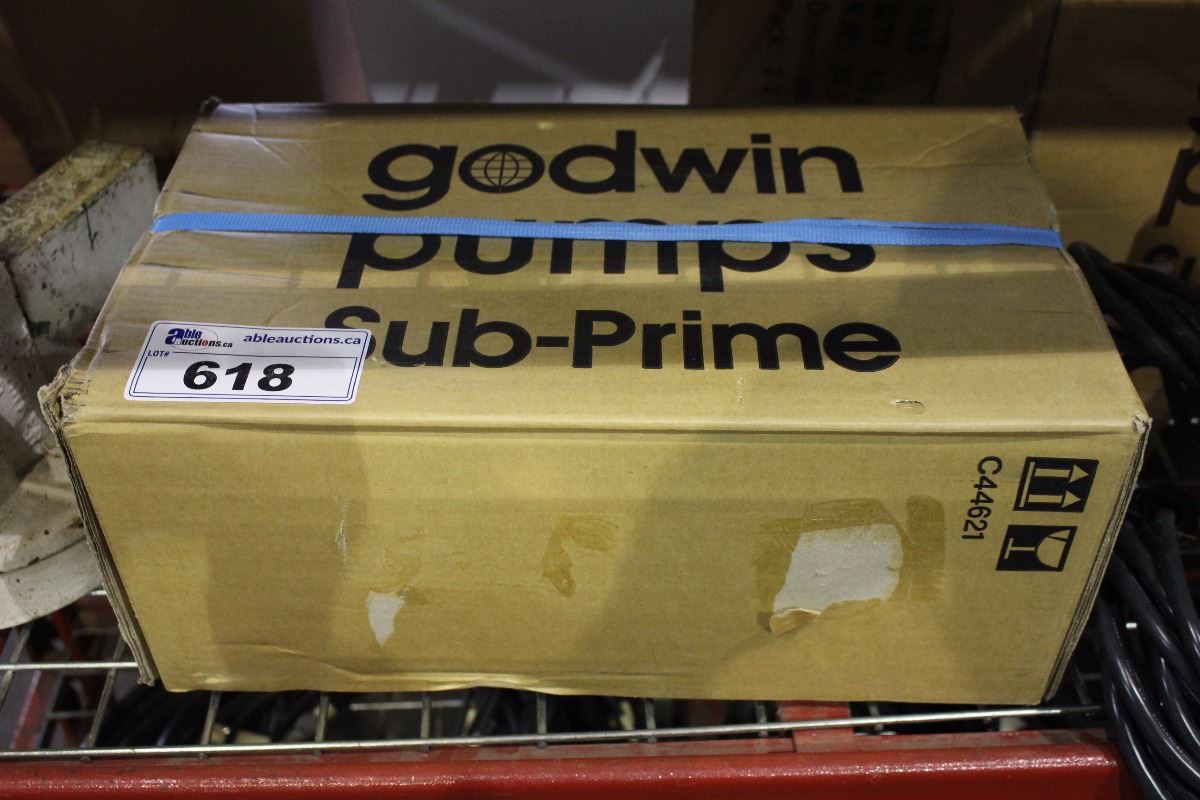 godwin
pumps
Sub-Prime
able auctions.ca
ableauctions.ca
LOT#
618
C44621